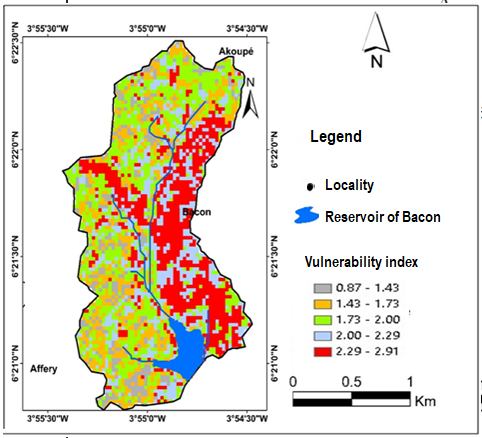 3°55'30"W 3°55'0"W 3°54'30"W
6°22'30"N
6°22'0"N
6°21'30"N
6°21'0"N
Akoupé
N
Bacon
Affery
3°55'30"W 3°55'0"W 3°54'30"W
N
Legend
Locality
Reservoir of Bacon
Vulnerability index
0.87 - 1.43
1.43 - 1.73
1.73 - 2.00
2.00 - 2.29
2.29 - 2.91
0 0.5 1
Km